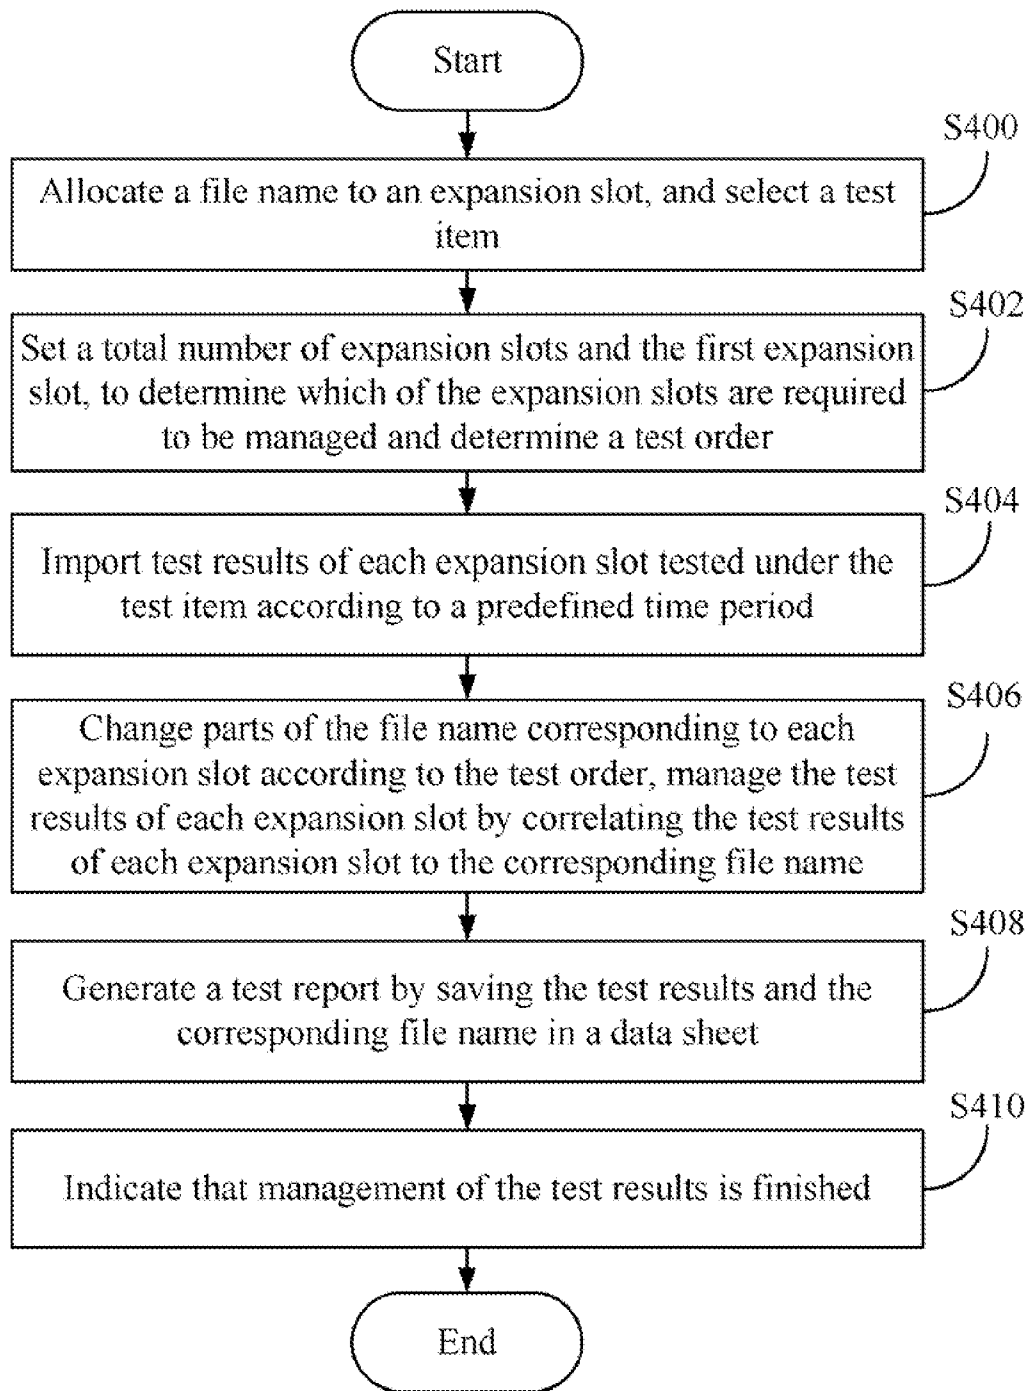 Start
S400
Allocate a file name to an expansion slot, and select a test
item
S402
Set a total number of expansion slots and the first expansion
slot, to determine which of the expansion slots are required
to be managed and determine a test order
S404
Import test results of each expansion slot tested under the
test item according to a predefined time period
S406
Change parts of the file name corresponding to each
expansion slot according to the test order, manage the test
results of each expansion slot by correlating the test results
of each expansion slot to the corresponding file name
S408
Generate a test report by saving the test results and the
corresponding file name in a data sheet
S410
Indicate that management of the test results is finished
End